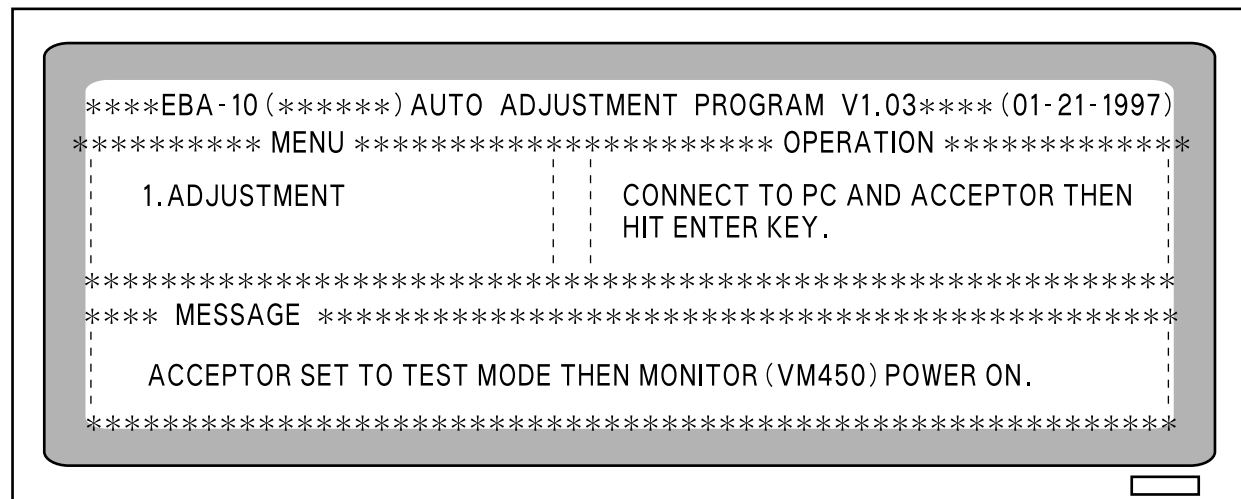 ****EBA-10(******)AUTO ADJUSTMENT PROGRAM V1.03****(01-21-1997)
********** MENU ********************** OPERATION *************
1.ADJUSTMENT CONNECT TO PC AND ACCEPTOR THEN
HIT ENTER KEY.
*********************************************************
**** MESSAGE *********************************************
ACCEPTOR SET TO TEST MODE THEN MONITOR(VM450)POWER ON.
*********************************************************